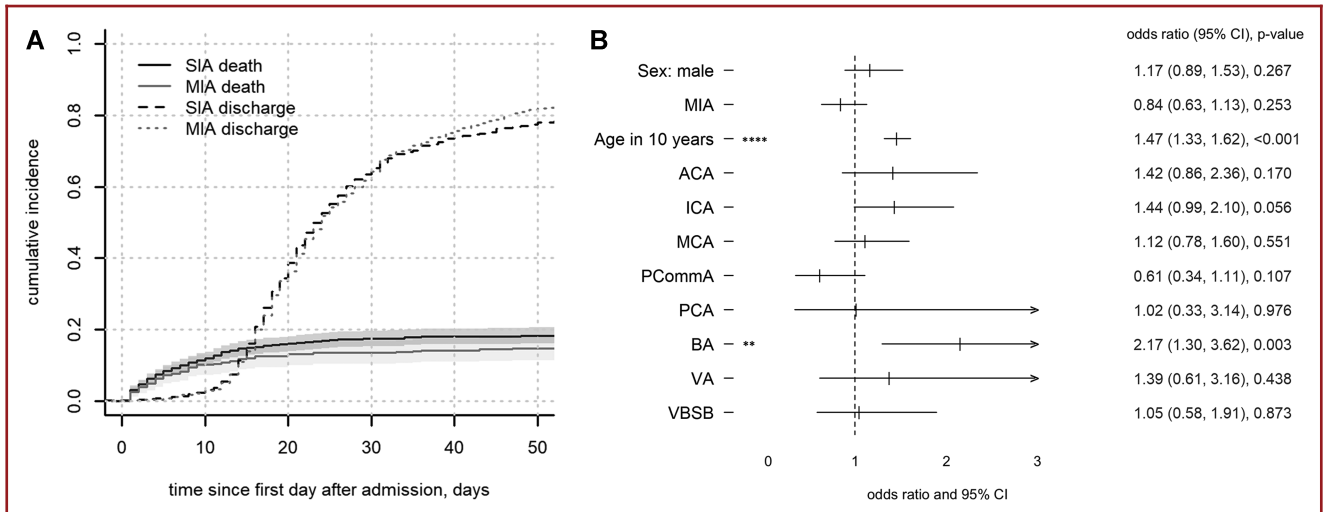 A
1.0
0.8
0.6
0.4
0.2
0.0
cumulative incidence
SIA death
MIA death
SIA discharge
MIA discharge
0 10 20 30 40 50
time since first day after admission, days
B
odds ratio (95% CI), p-value
Sex: male 1.17 (0.89, 1.53), 0.267
MIA 0.84 (0.63, 1.13), 0.253
Age in 10 years **** 1.47 (1.33, 1.62), <0.001
ACA 1.42 (0.86, 2.36), 0.170
ICA 1.44 (0.99, 2.10), 0.056
MCA 1.12 (0.78, 1.60), 0.551
PCommA 0.61 (0.34, 1.11), 0.107
PCA 1.02 (0.33, 3.14), 0.976
BA ** 2.17 (1.30, 3.62), 0.003
VA 1.39 (0.61, 3.16), 0.438
VBSB 1.05 (0.58, 1.91), 0.873
0 1 2 3
odds ratio and 95% CI